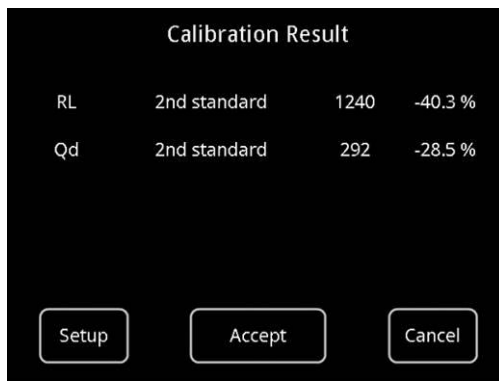 Calibration Result
RL 2nd standard 1240 -40.3 %
Qd 2nd standard 292 -28.5 %
Setup Accept Cancel